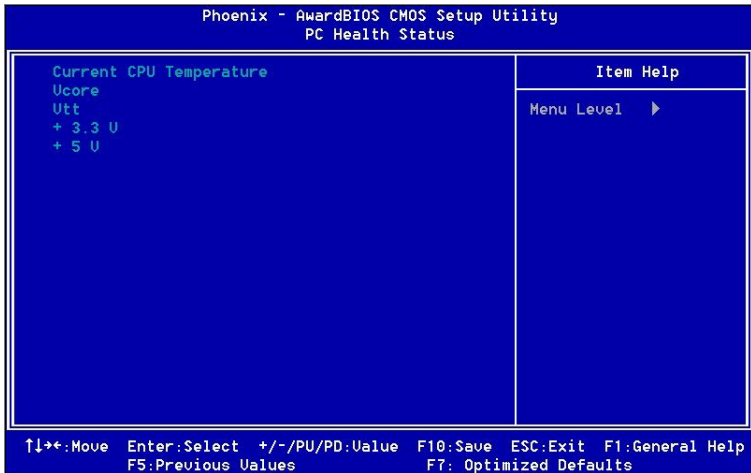 Phoenix - AwardBIOS CMOS Setup Utility
PC Health Status
Current CPU Temperature
Vcore
Vtt
+ 3.3 V
+ 5 V
Item Help
Menu Level ▶
↑↓→←:Move Enter:Select +/-/PU/PD:Value F10:Save ESC:Exit F1:General Help
F5:Previous Values F7: Optimized Defaults